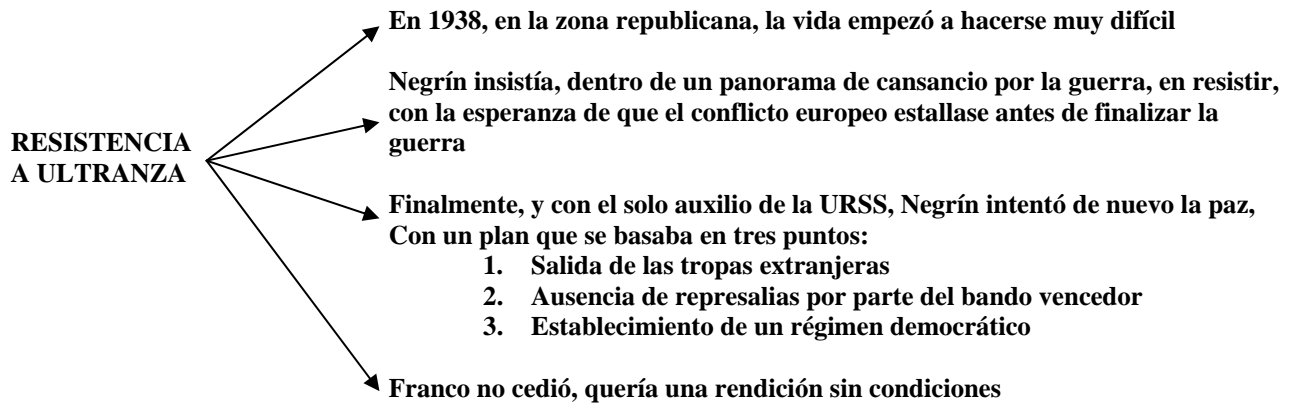 En 1938, en la zona republicana, la vida empezó a hacerse muy difícil
Negrín insistía, dentro de un panorama de cansancio por la guerra, en resistir,
con la esperanza de que el conflicto europeo estallase antes de finalizar la
guerra
RESISTENCIA
A ULTRANZA
Finalmente, y con el solo auxilio de la URSS, Negrín intentó de nuevo la paz,
Con un plan que se basaba en tres puntos:
1. Salida de las tropas extranjeras
2. Ausencia de represalias por parte del bando vencedor
3. Establecimiento de un régimen democrático
Franco no cedió, quería una rendición sin condiciones